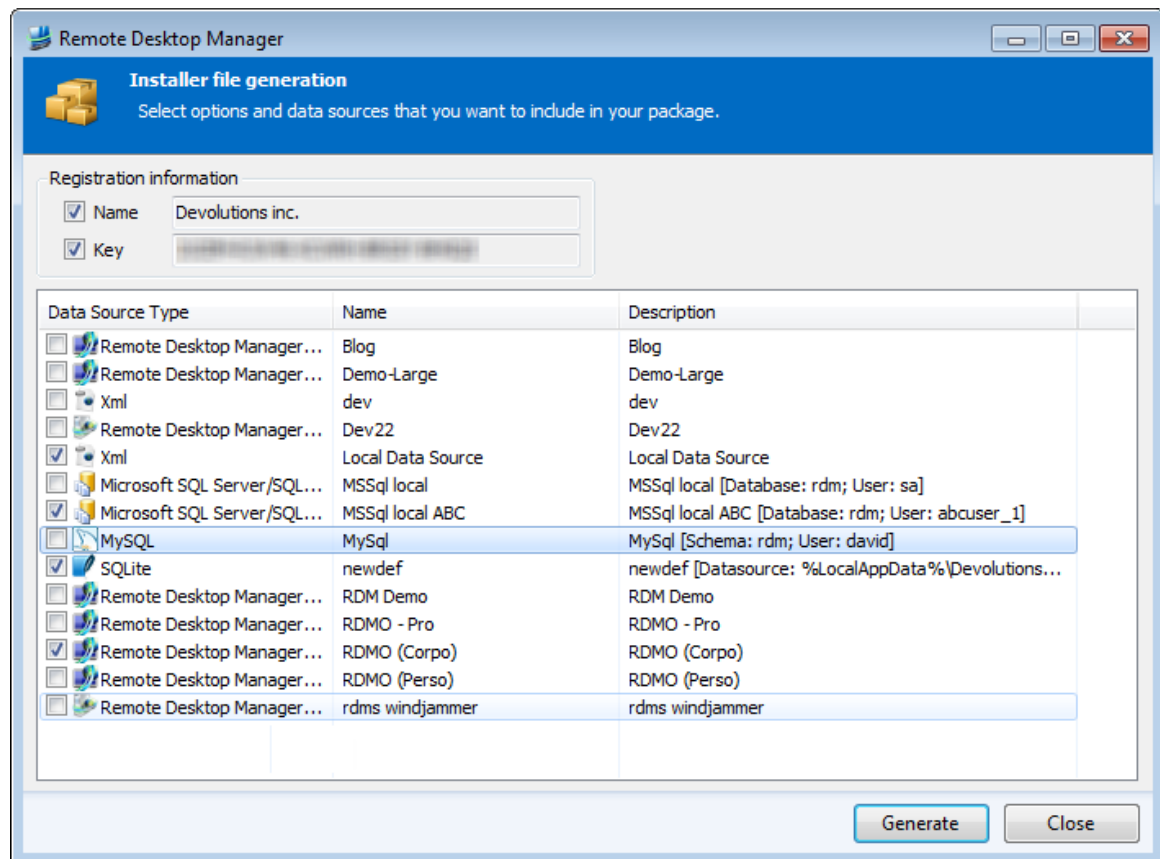 Remote Desktop Manager
Installer file generation
Select options and data sources that you want to include in your package.
Registration information
Name Devolutions inc.
Key
Data Source Type Name Description
Remote Desktop Manager... Blog Blog
Remote Desktop Manager... Demo-Large Demo-Large
Xml dev dev
Remote Desktop Manager... Dev22 Dev22
Xml Local Data Source Local Data Source
Microsoft SQL Server/SQL... MSSql local MSSql local [Database: rdm; User: sa]
Microsoft SQL Server/SQL... MSSql local ABC MSSql local ABC [Database: rdm; User: abcuser_1]
MySQL MySql MySql [Schema: rdm; User: david]
SQLite newdef newdef [Datasource: %LocalAppData%\Devolutions...
Remote Desktop Manager... RDM Demo RDM Demo
Remote Desktop Manager... RDMO - Pro RDMO - Pro
Remote Desktop Manager... RDMO (Corpo) RDMO (Corpo)
Remote Desktop Manager... RDMO (Perso) RDMO (Perso)
Remote Desktop Manager... rdms windjammer rdms windjammer
Generate Close